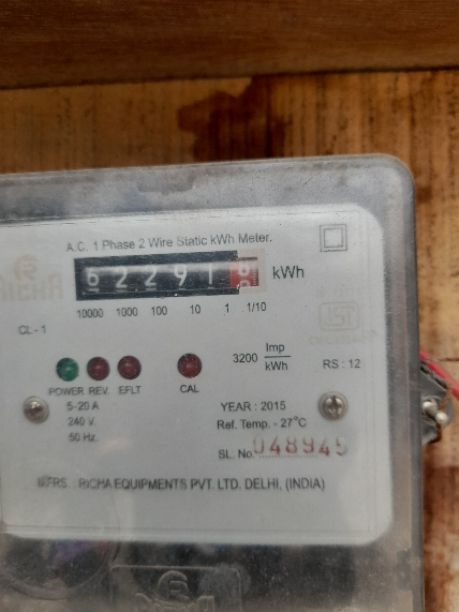 A.C. 1 Phase 2 Wire Static kWh Meter.
RICHA
62291 kWh
10000 1000 100 10 1 1/10
CL - 1
ISI
3200 Imp/kWh
RS : 12
POWER REV. EFLT CAL
5-20 A
240 V.
50 Hz.
YEAR : 2015
Ref. Temp. - 27°C
SL. No. 048945
MFRS. : RICHA EQUIPMENTS PVT. LTD. DELHI, (INDIA)